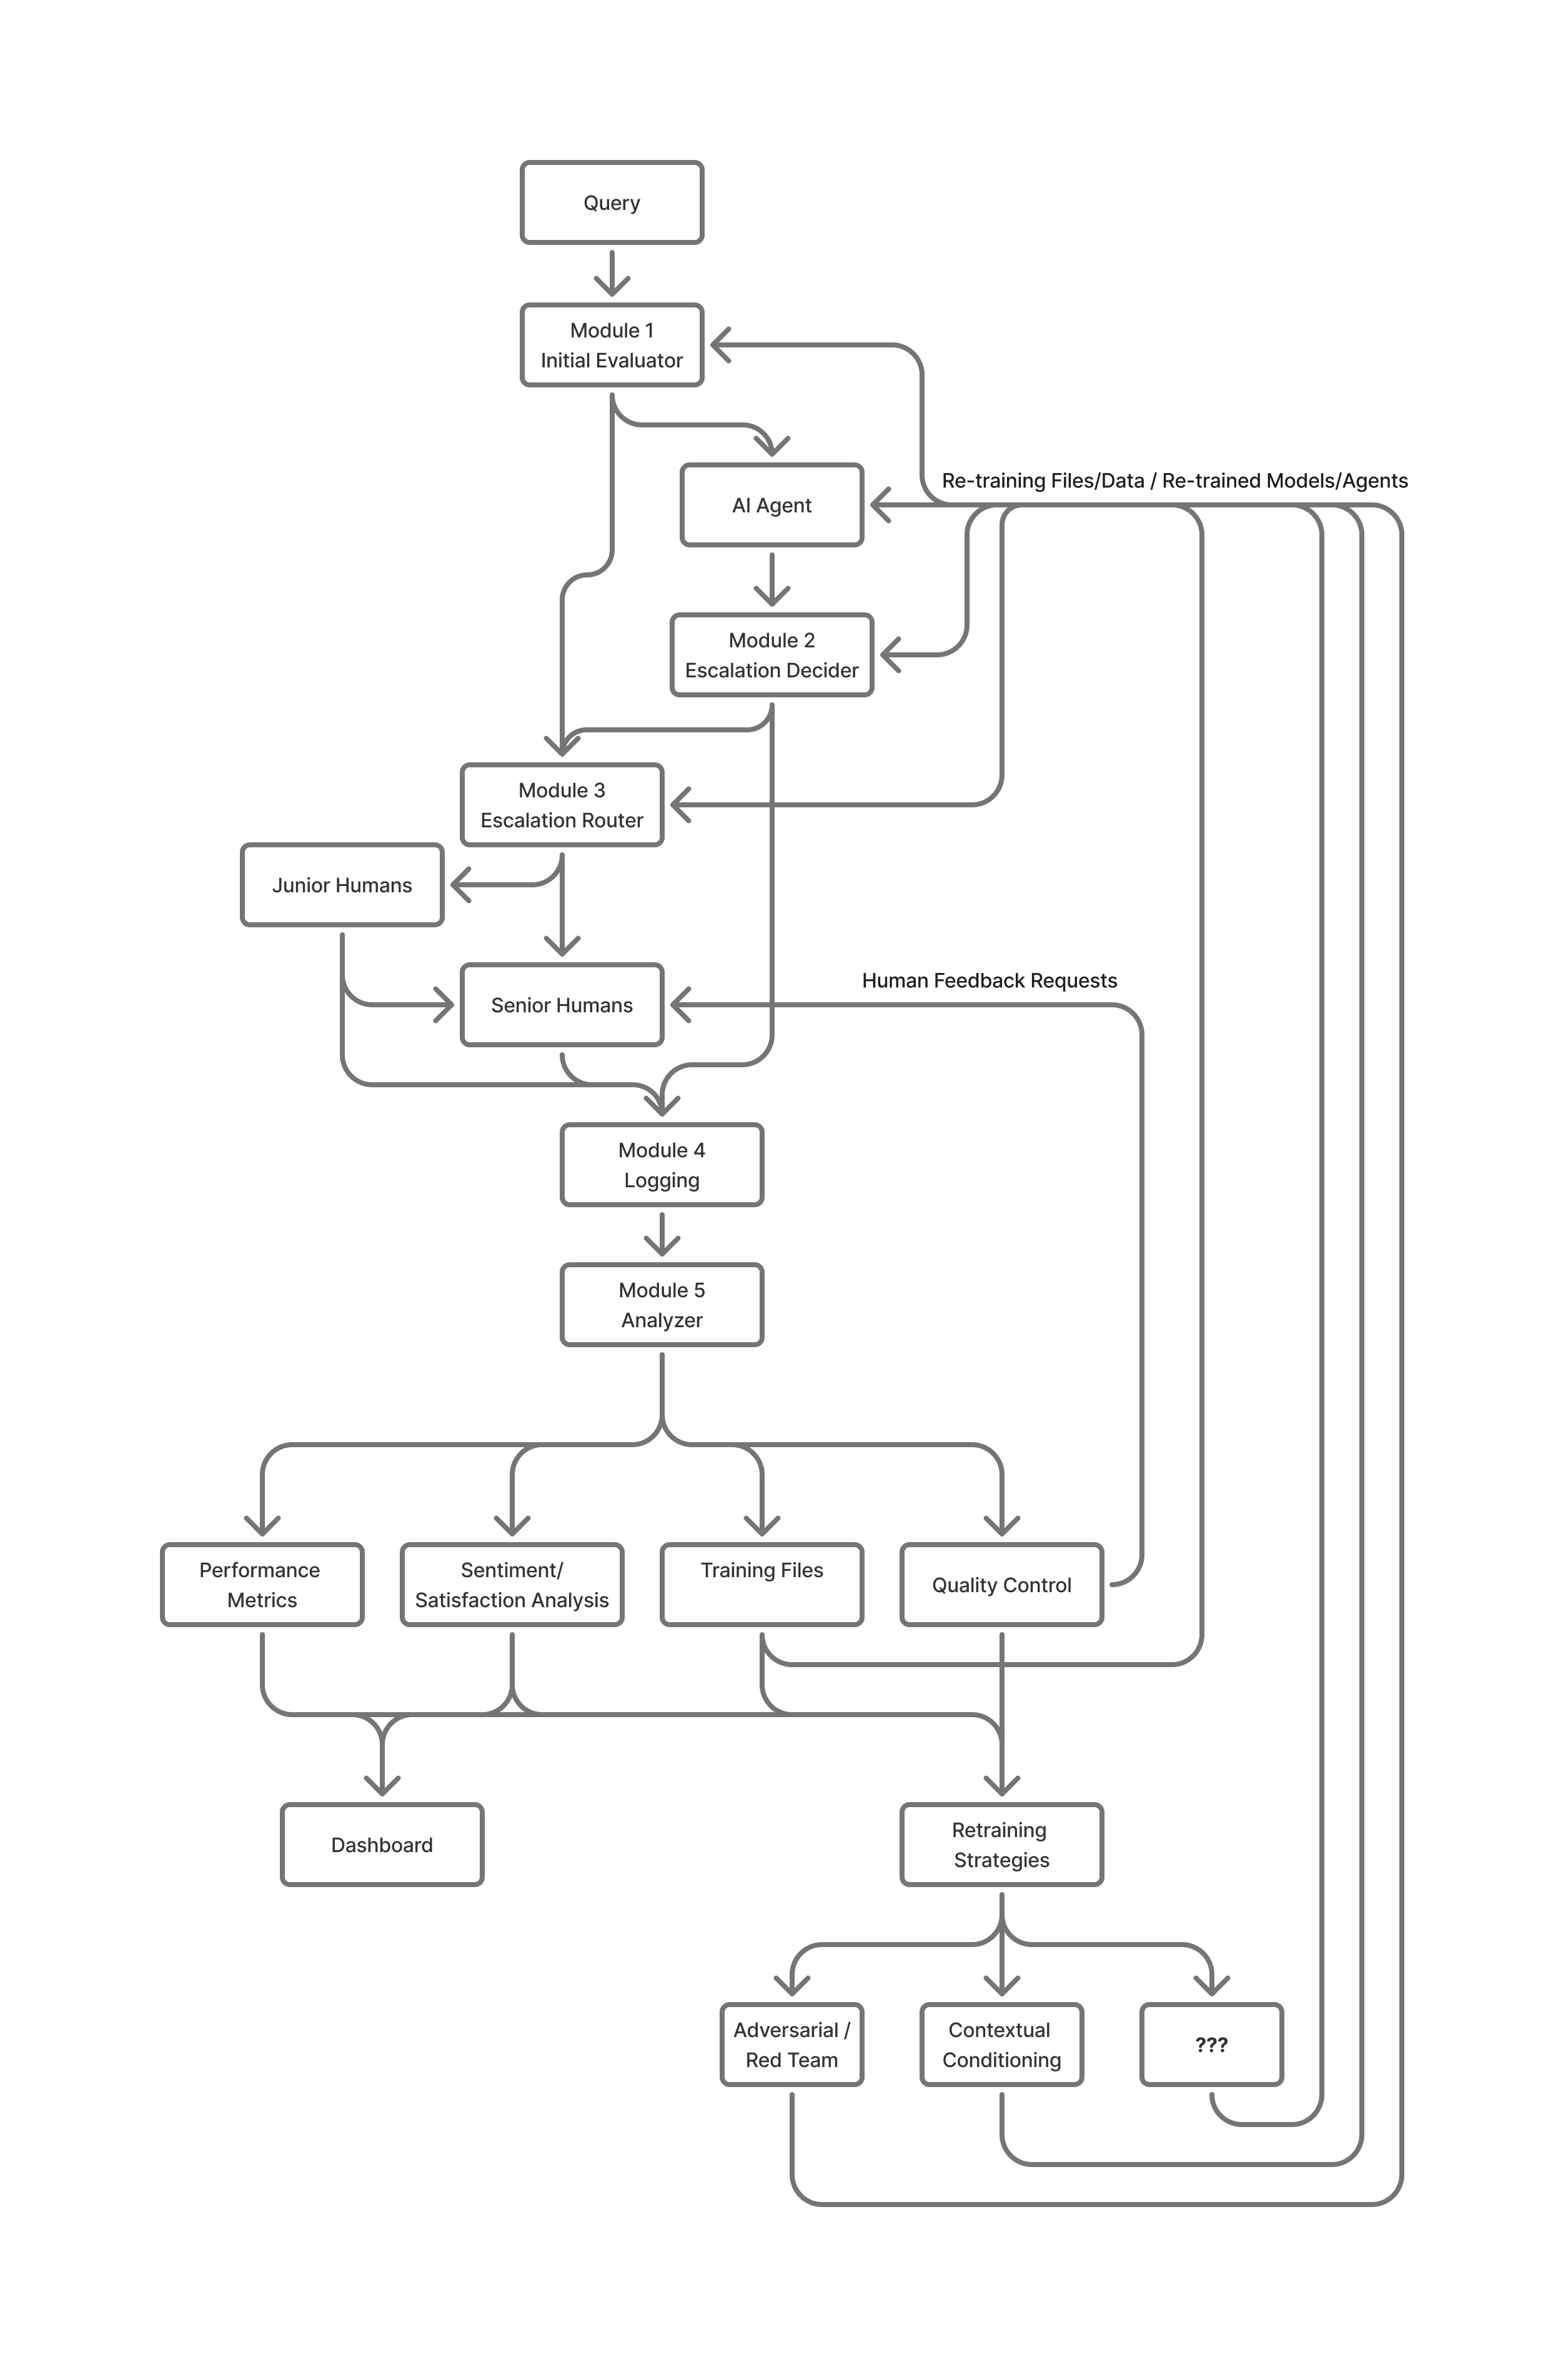 Query
Module 1
Initial Evaluator
Re-training Files/Data / Re-trained Models/Agents
AI Agent
Module 2
Escalation Decider
Module 3
Escalation Router
Junior Humans
Human Feedback Requests
Senior Humans
Module 4
Logging
Module 5
Analyzer
Performance
Metrics
Sentiment/
Satisfaction Analysis
Training Files
Quality Control
Dashboard
Retraining
Strategies
Adversarial /
Red Team
Contextual
Conditioning
???